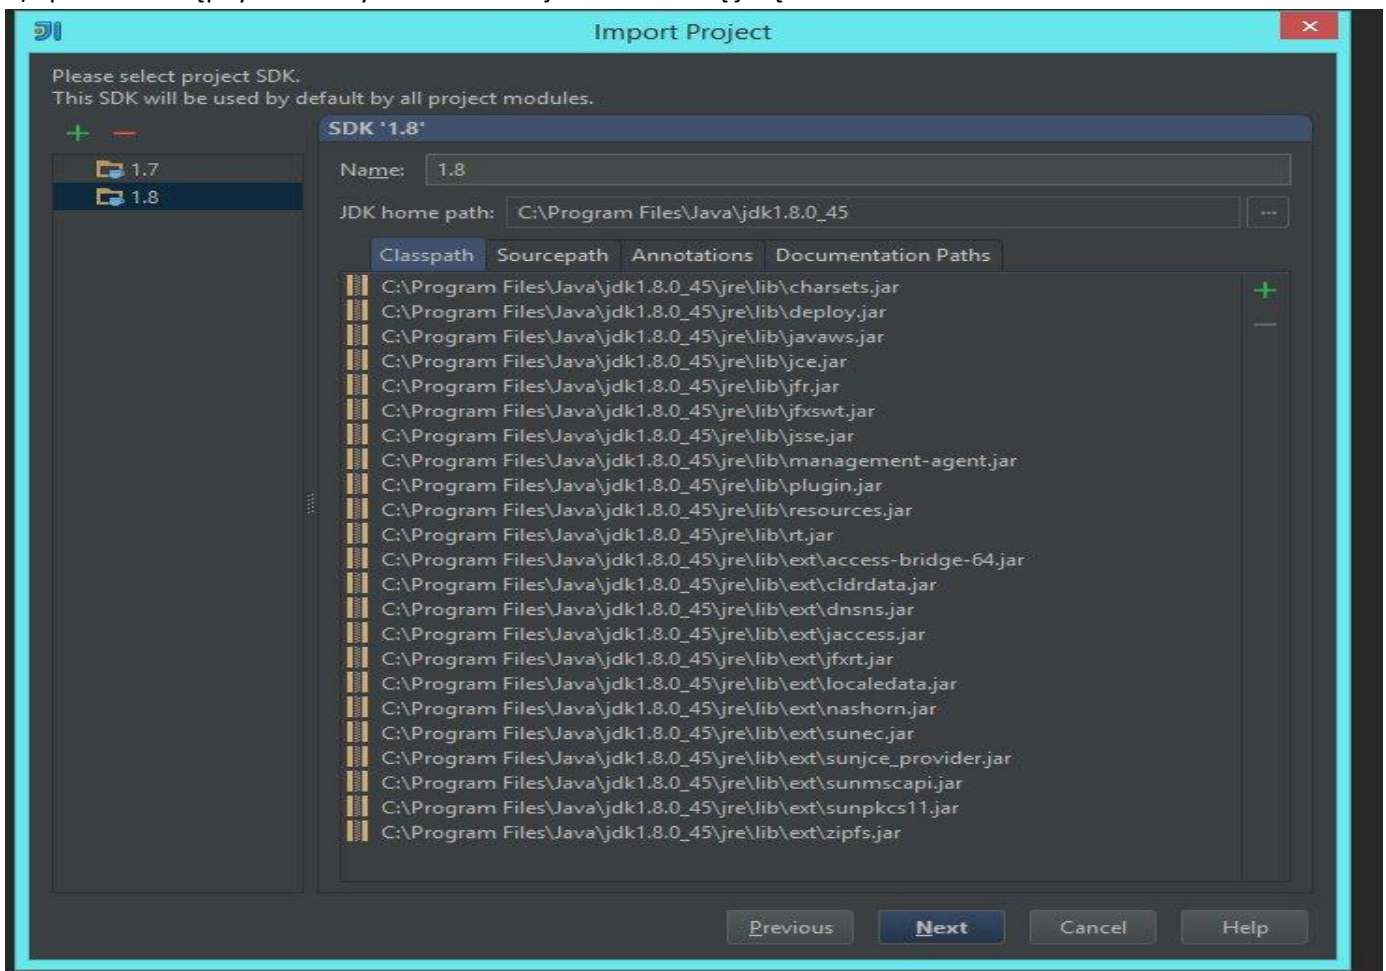 Import Project
Please select project SDK.
This SDK will be used by default by all project modules.
SDK '1.8'
1.7
1.8
Name: 1.8
JDK home path: C:\Program Files\Java\jdk1.8.0_45 ...
Classpath Sourcepath Annotations Documentation Paths
C:\Program Files\Java\jdk1.8.0_45\jre\lib\charsets.jar
C:\Program Files\Java\jdk1.8.0_45\jre\lib\deploy.jar
C:\Program Files\Java\jdk1.8.0_45\jre\lib\javaws.jar
C:\Program Files\Java\jdk1.8.0_45\jre\lib\jce.jar
C:\Program Files\Java\jdk1.8.0_45\jre\lib\jfr.jar
C:\Program Files\Java\jdk1.8.0_45\jre\lib\jfxswt.jar
C:\Program Files\Java\jdk1.8.0_45\jre\lib\jsse.jar
C:\Program Files\Java\jdk1.8.0_45\jre\lib\management-agent.jar
C:\Program Files\Java\jdk1.8.0_45\jre\lib\plugin.jar
C:\Program Files\Java\jdk1.8.0_45\jre\lib\resources.jar
C:\Program Files\Java\jdk1.8.0_45\jre\lib\rt.jar
C:\Program Files\Java\jdk1.8.0_45\jre\lib\ext\access-bridge-64.jar
C:\Program Files\Java\jdk1.8.0_45\jre\lib\ext\cldrdata.jar
C:\Program Files\Java\jdk1.8.0_45\jre\lib\ext\dnsns.jar
C:\Program Files\Java\jdk1.8.0_45\jre\lib\ext\jaccess.jar
C:\Program Files\Java\jdk1.8.0_45\jre\lib\ext\jfxrt.jar
C:\Program Files\Java\jdk1.8.0_45\jre\lib\ext\localedata.jar
C:\Program Files\Java\jdk1.8.0_45\jre\lib\ext\nashorn.jar
C:\Program Files\Java\jdk1.8.0_45\jre\lib\ext\sunec.jar
C:\Program Files\Java\jdk1.8.0_45\jre\lib\ext\sunjce_provider.jar
C:\Program Files\Java\jdk1.8.0_45\jre\lib\ext\sunmscapi.jar
C:\Program Files\Java\jdk1.8.0_45\jre\lib\ext\sunpkcs11.jar
C:\Program Files\Java\jdk1.8.0_45\jre\lib\ext\zipfs.jar
Previous Next Cancel Help